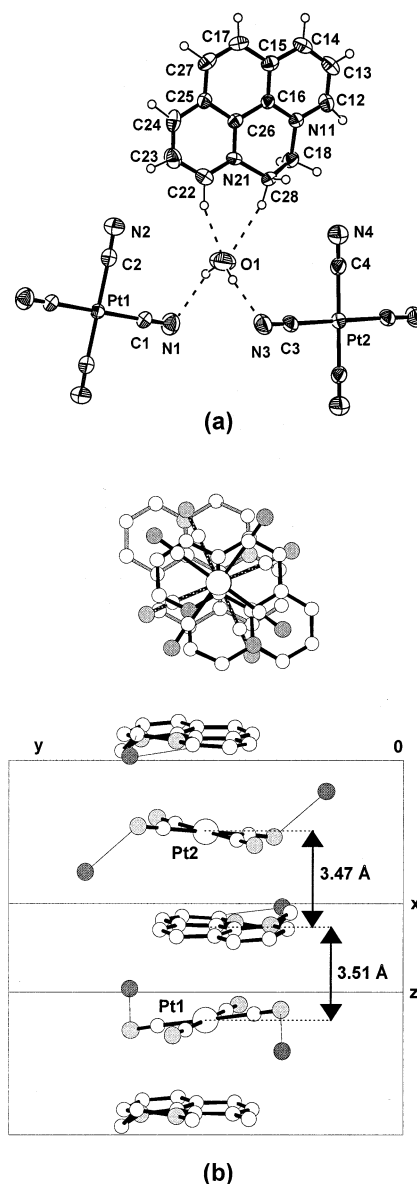 (a)
C17
C15
C14
C27
C13
C25
C16
C12
C24
C26
N11
C23
N21
C18
C22
C28
N2
N4
O1
C2
C4
Pt1
N3
C3
Pt2
C1
N1
(a)
y
0
Pt2
3.47 Å
x
3.51 Å
z
Pt1
(b)